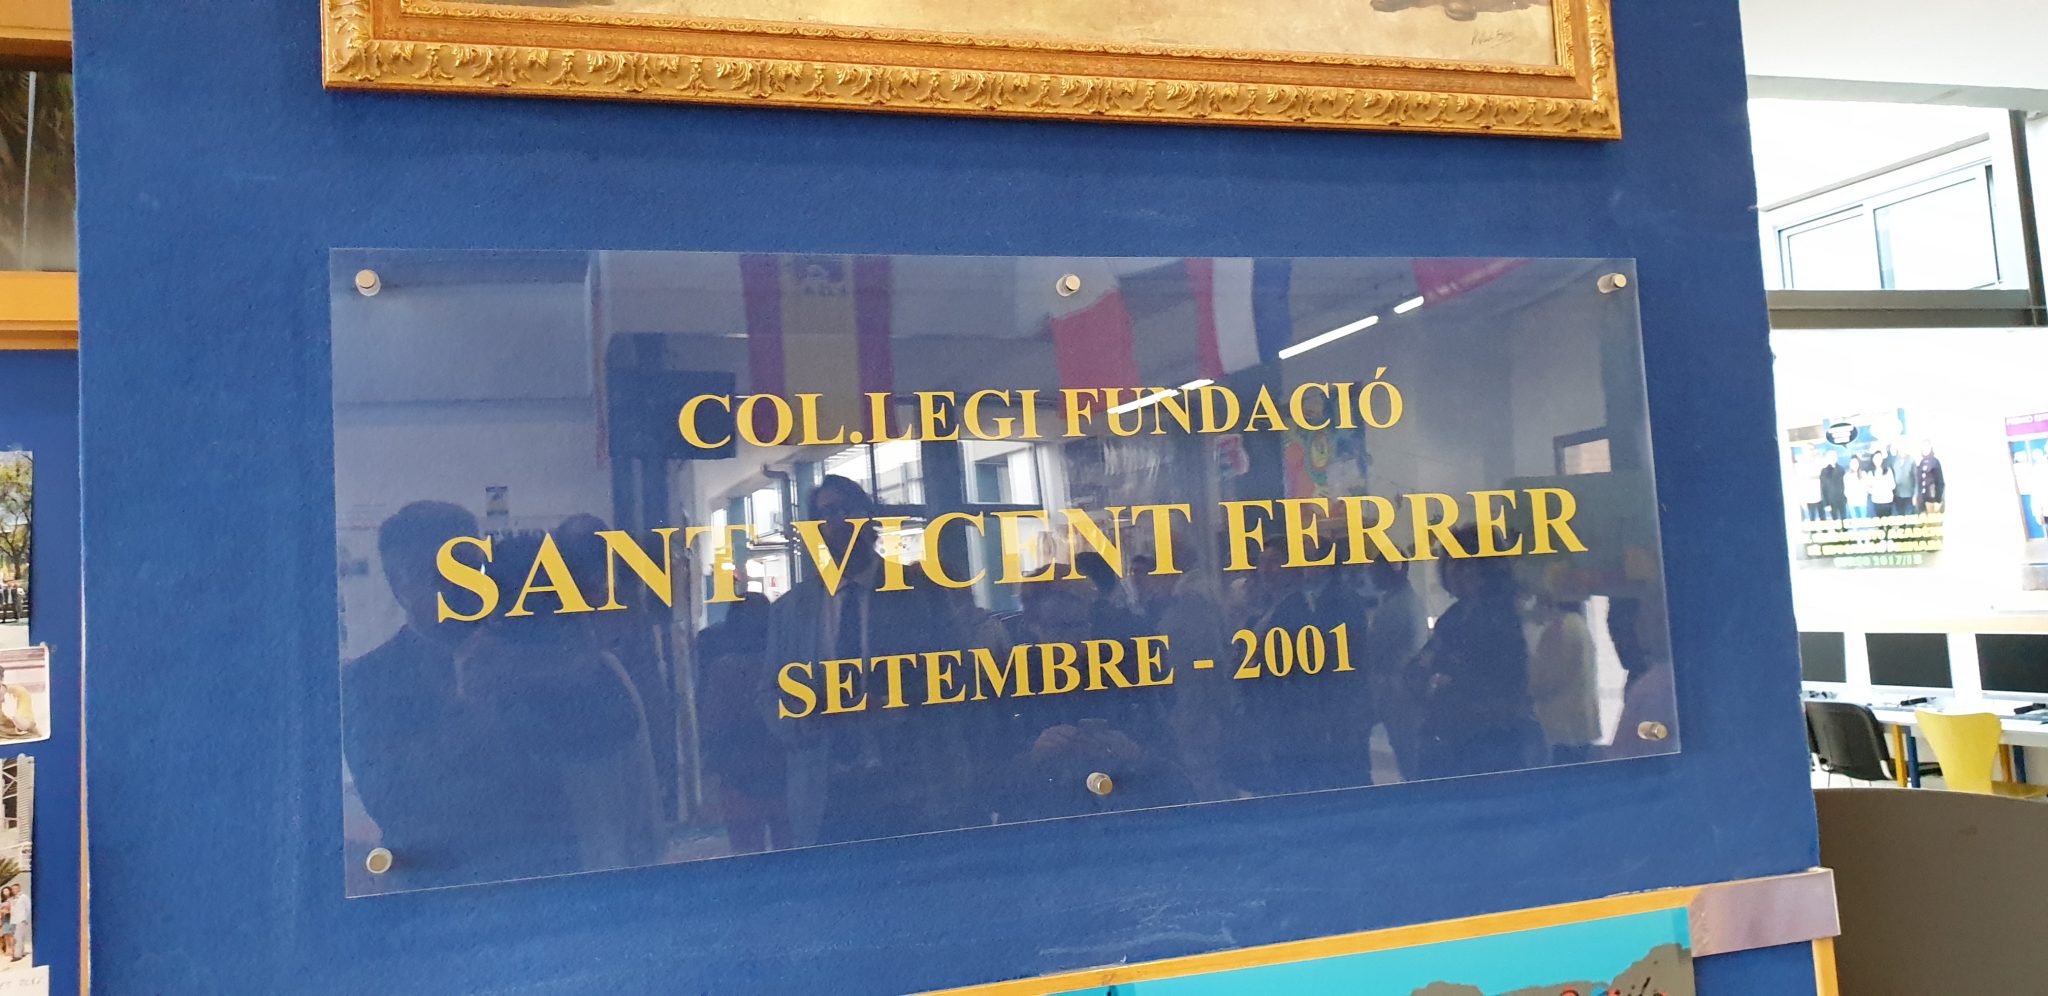 COL.LEGI FUNDACIÓ
SANT VICENT FERRER
SETEMBRE - 2001